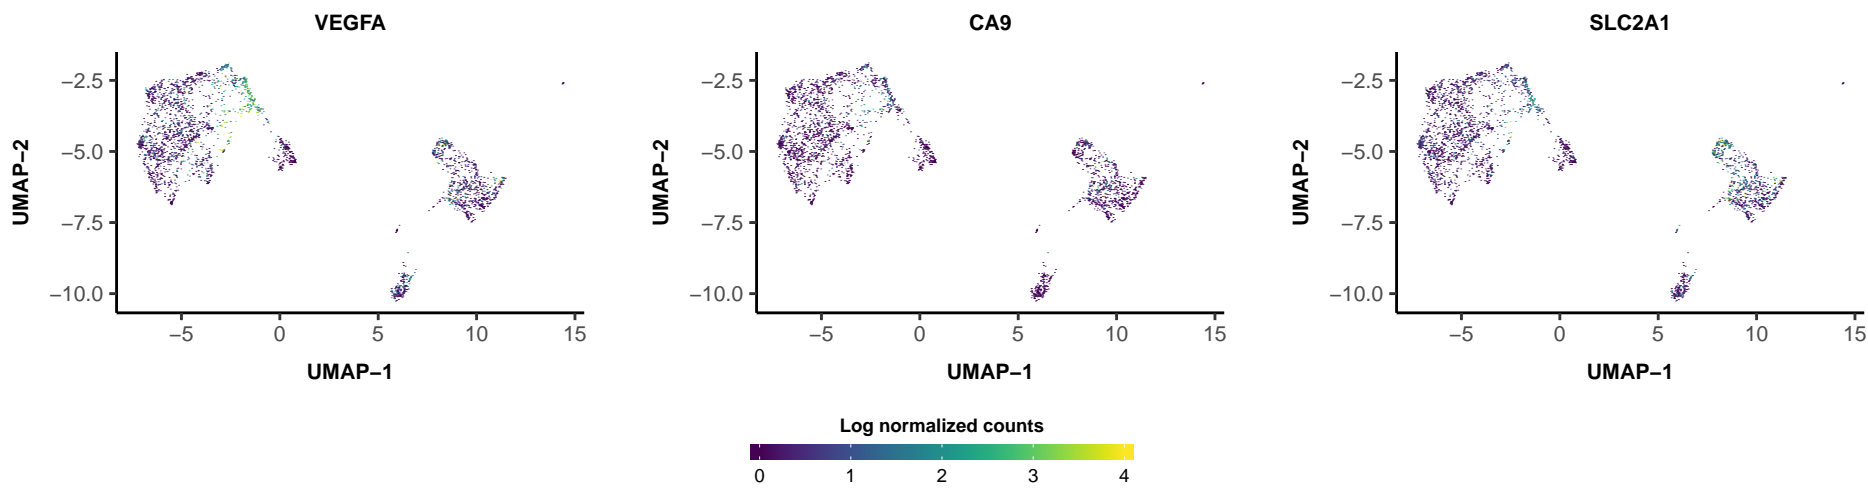 VEGFA
CA9
SLC2A1
−2.5
−5.0
−7.5
−10.0
UMAP−2
−5 0 5 10 15
UMAP−1
−2.5
−5.0
−7.5
−10.0
UMAP−2
−5 0 5 10 15
UMAP−1
−2.5
−5.0
−7.5
−10.0
UMAP−2
−5 0 5 10 15
UMAP−1
Log normalized counts
0 1 2 3 4